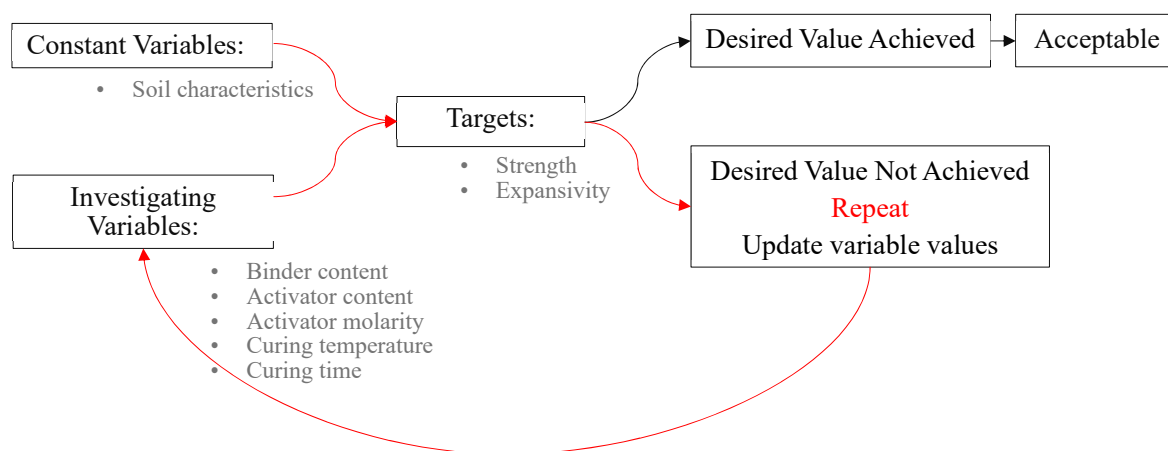 Constant Variables:
• Soil characteristics
Investigating
Variables:
• Binder content
• Activator content
• Activator molarity
• Curing temperature
• Curing time
Targets:
• Strength
• Expansivity
Desired Value Achieved
Acceptable
Desired Value Not Achieved
Repeat
Update variable values